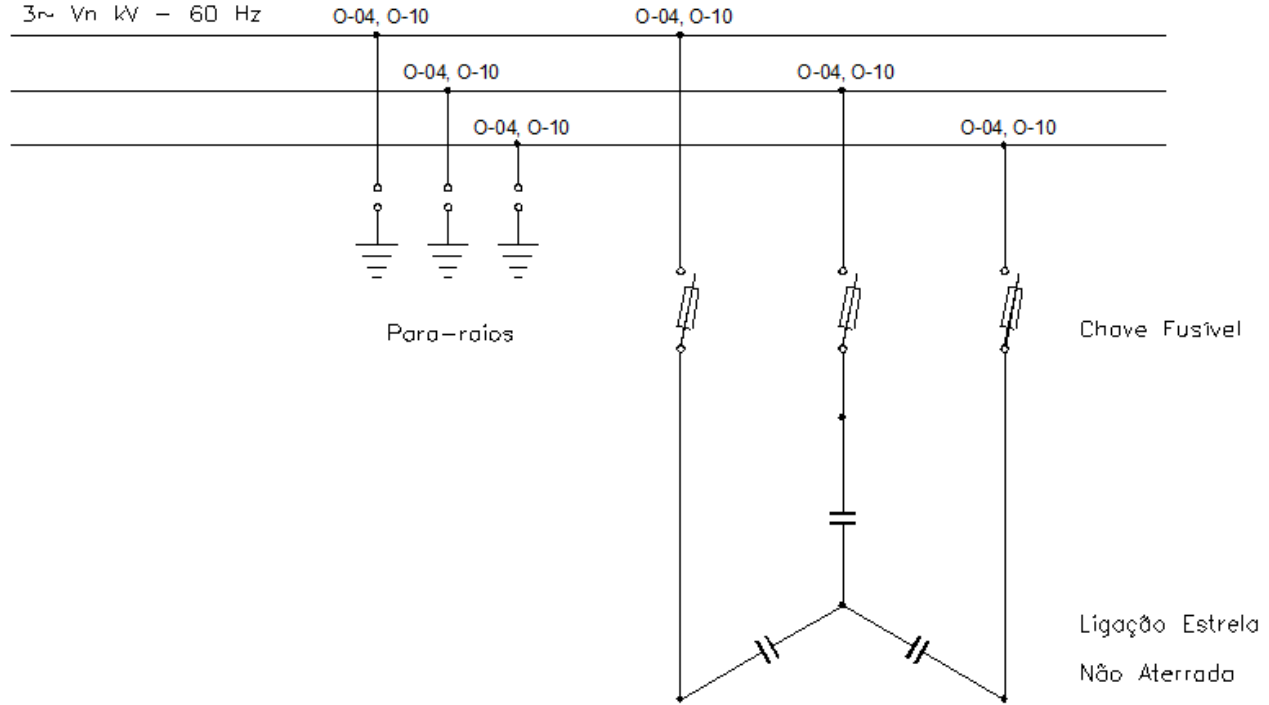 3~ Vn kV - 60 Hz
O-04, O-10
O-04, O-10
O-04, O-10
O-04, O-10
O-04, O-10
O-04, O-10
Para-raios
Chave Fusível
Ligação Estrela
Não Aterrada